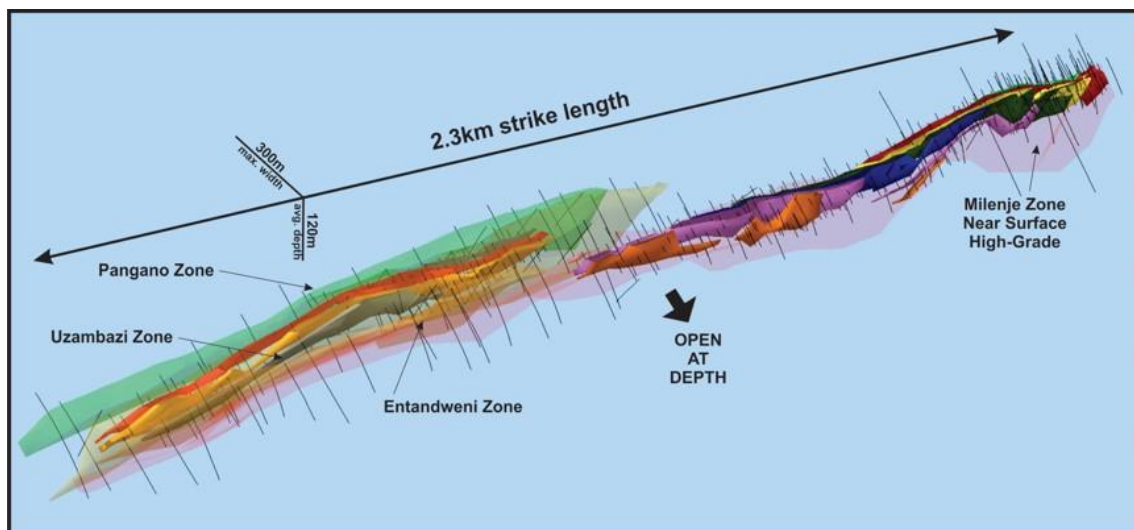 2.3km strike length
300m
max. width
120m
avg. depth
Pangano Zone
Uzambazi Zone
Entandweni Zone
OPEN
AT
DEPTH
Milenje Zone
Near Surface
High-Grade